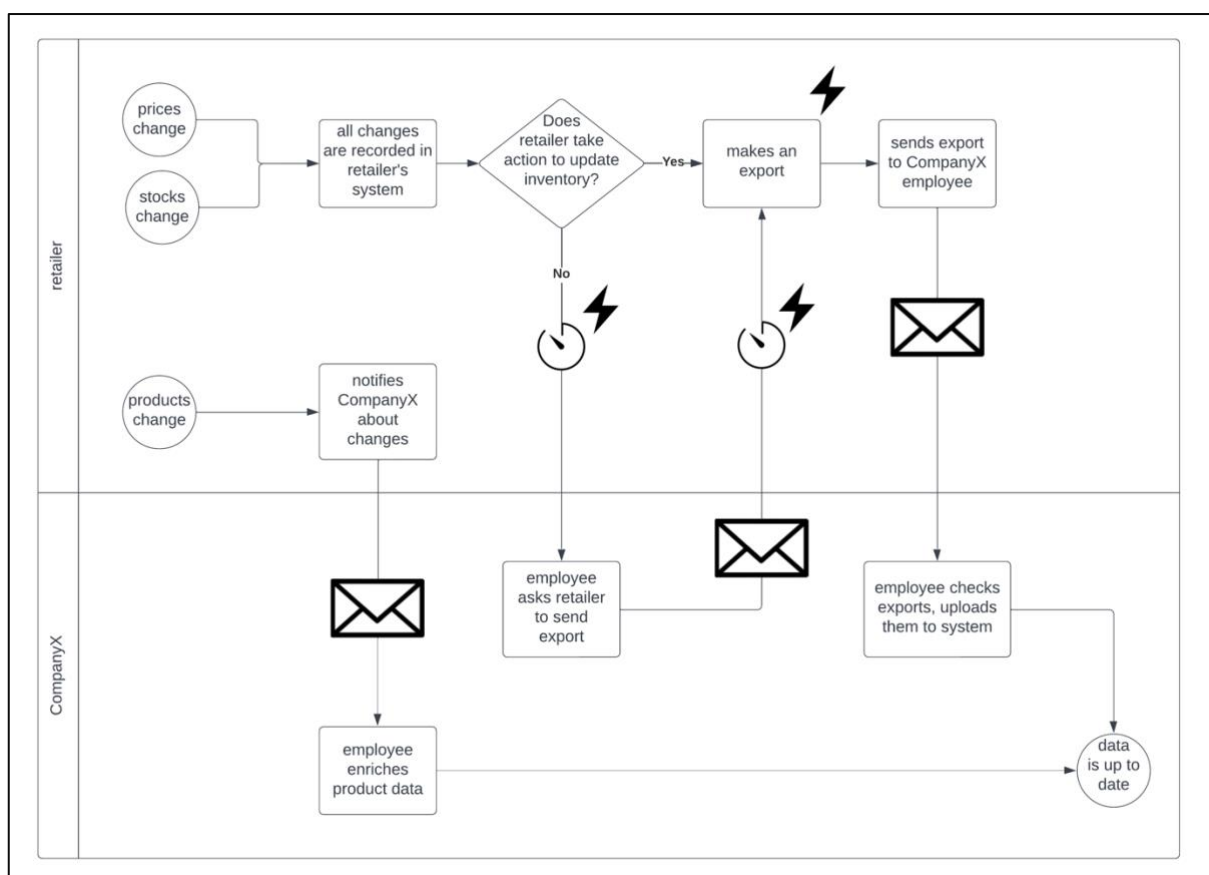 retailer
prices
change
stocks
change
all changes
are recorded in
retailer's
system
Does
retailer take
action to update
inventory?
Yes
makes an
export
sends export
to CompanyX
employee
No
products
change
notifies
CompanyX
about
changes
CompanyX
employee
asks retailer
to send
export
employee checks
exports, uploads
them to system
employee
enriches
product data
data
is up to
date